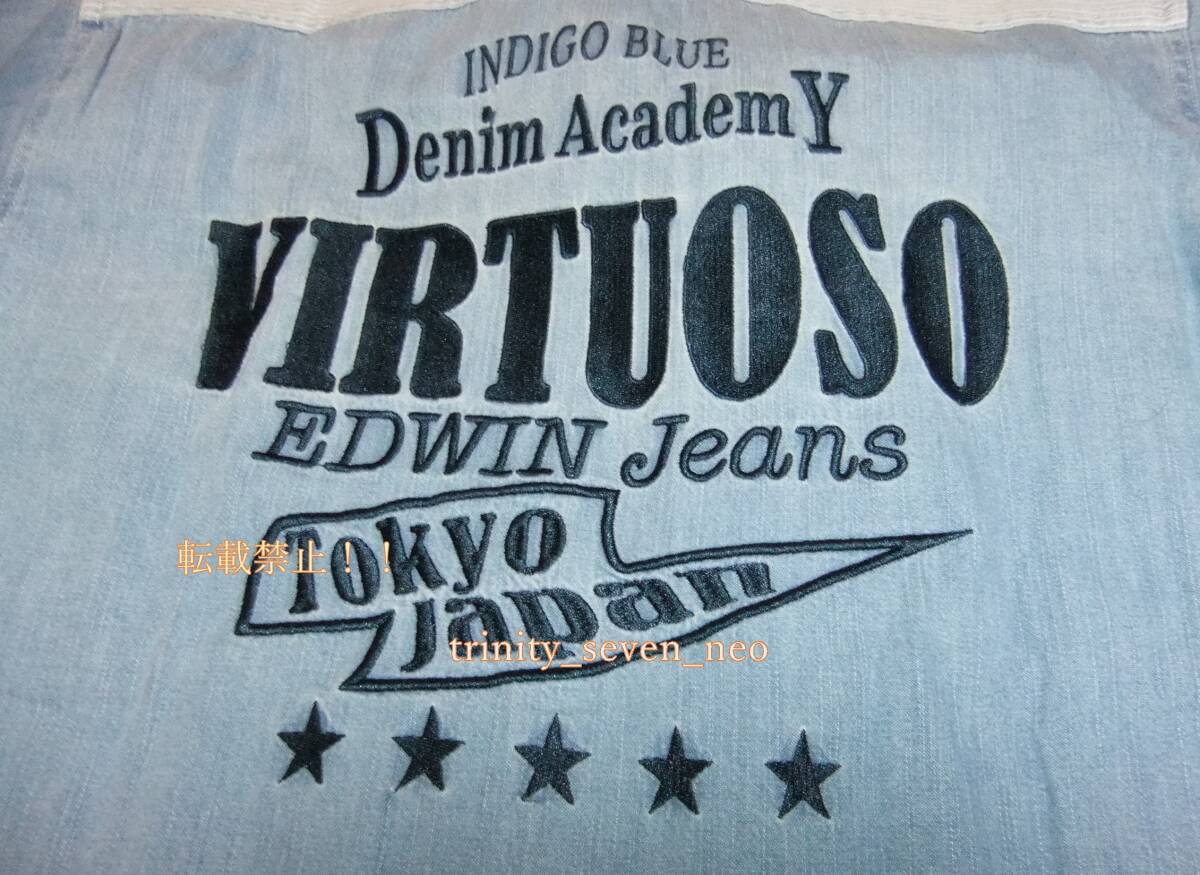 INDIGO BLUE
Denim AcademY
VIRTUOSO
EDWIN Jeans
Tokyo
転載禁止！！
Japan
trinity_seven_neo